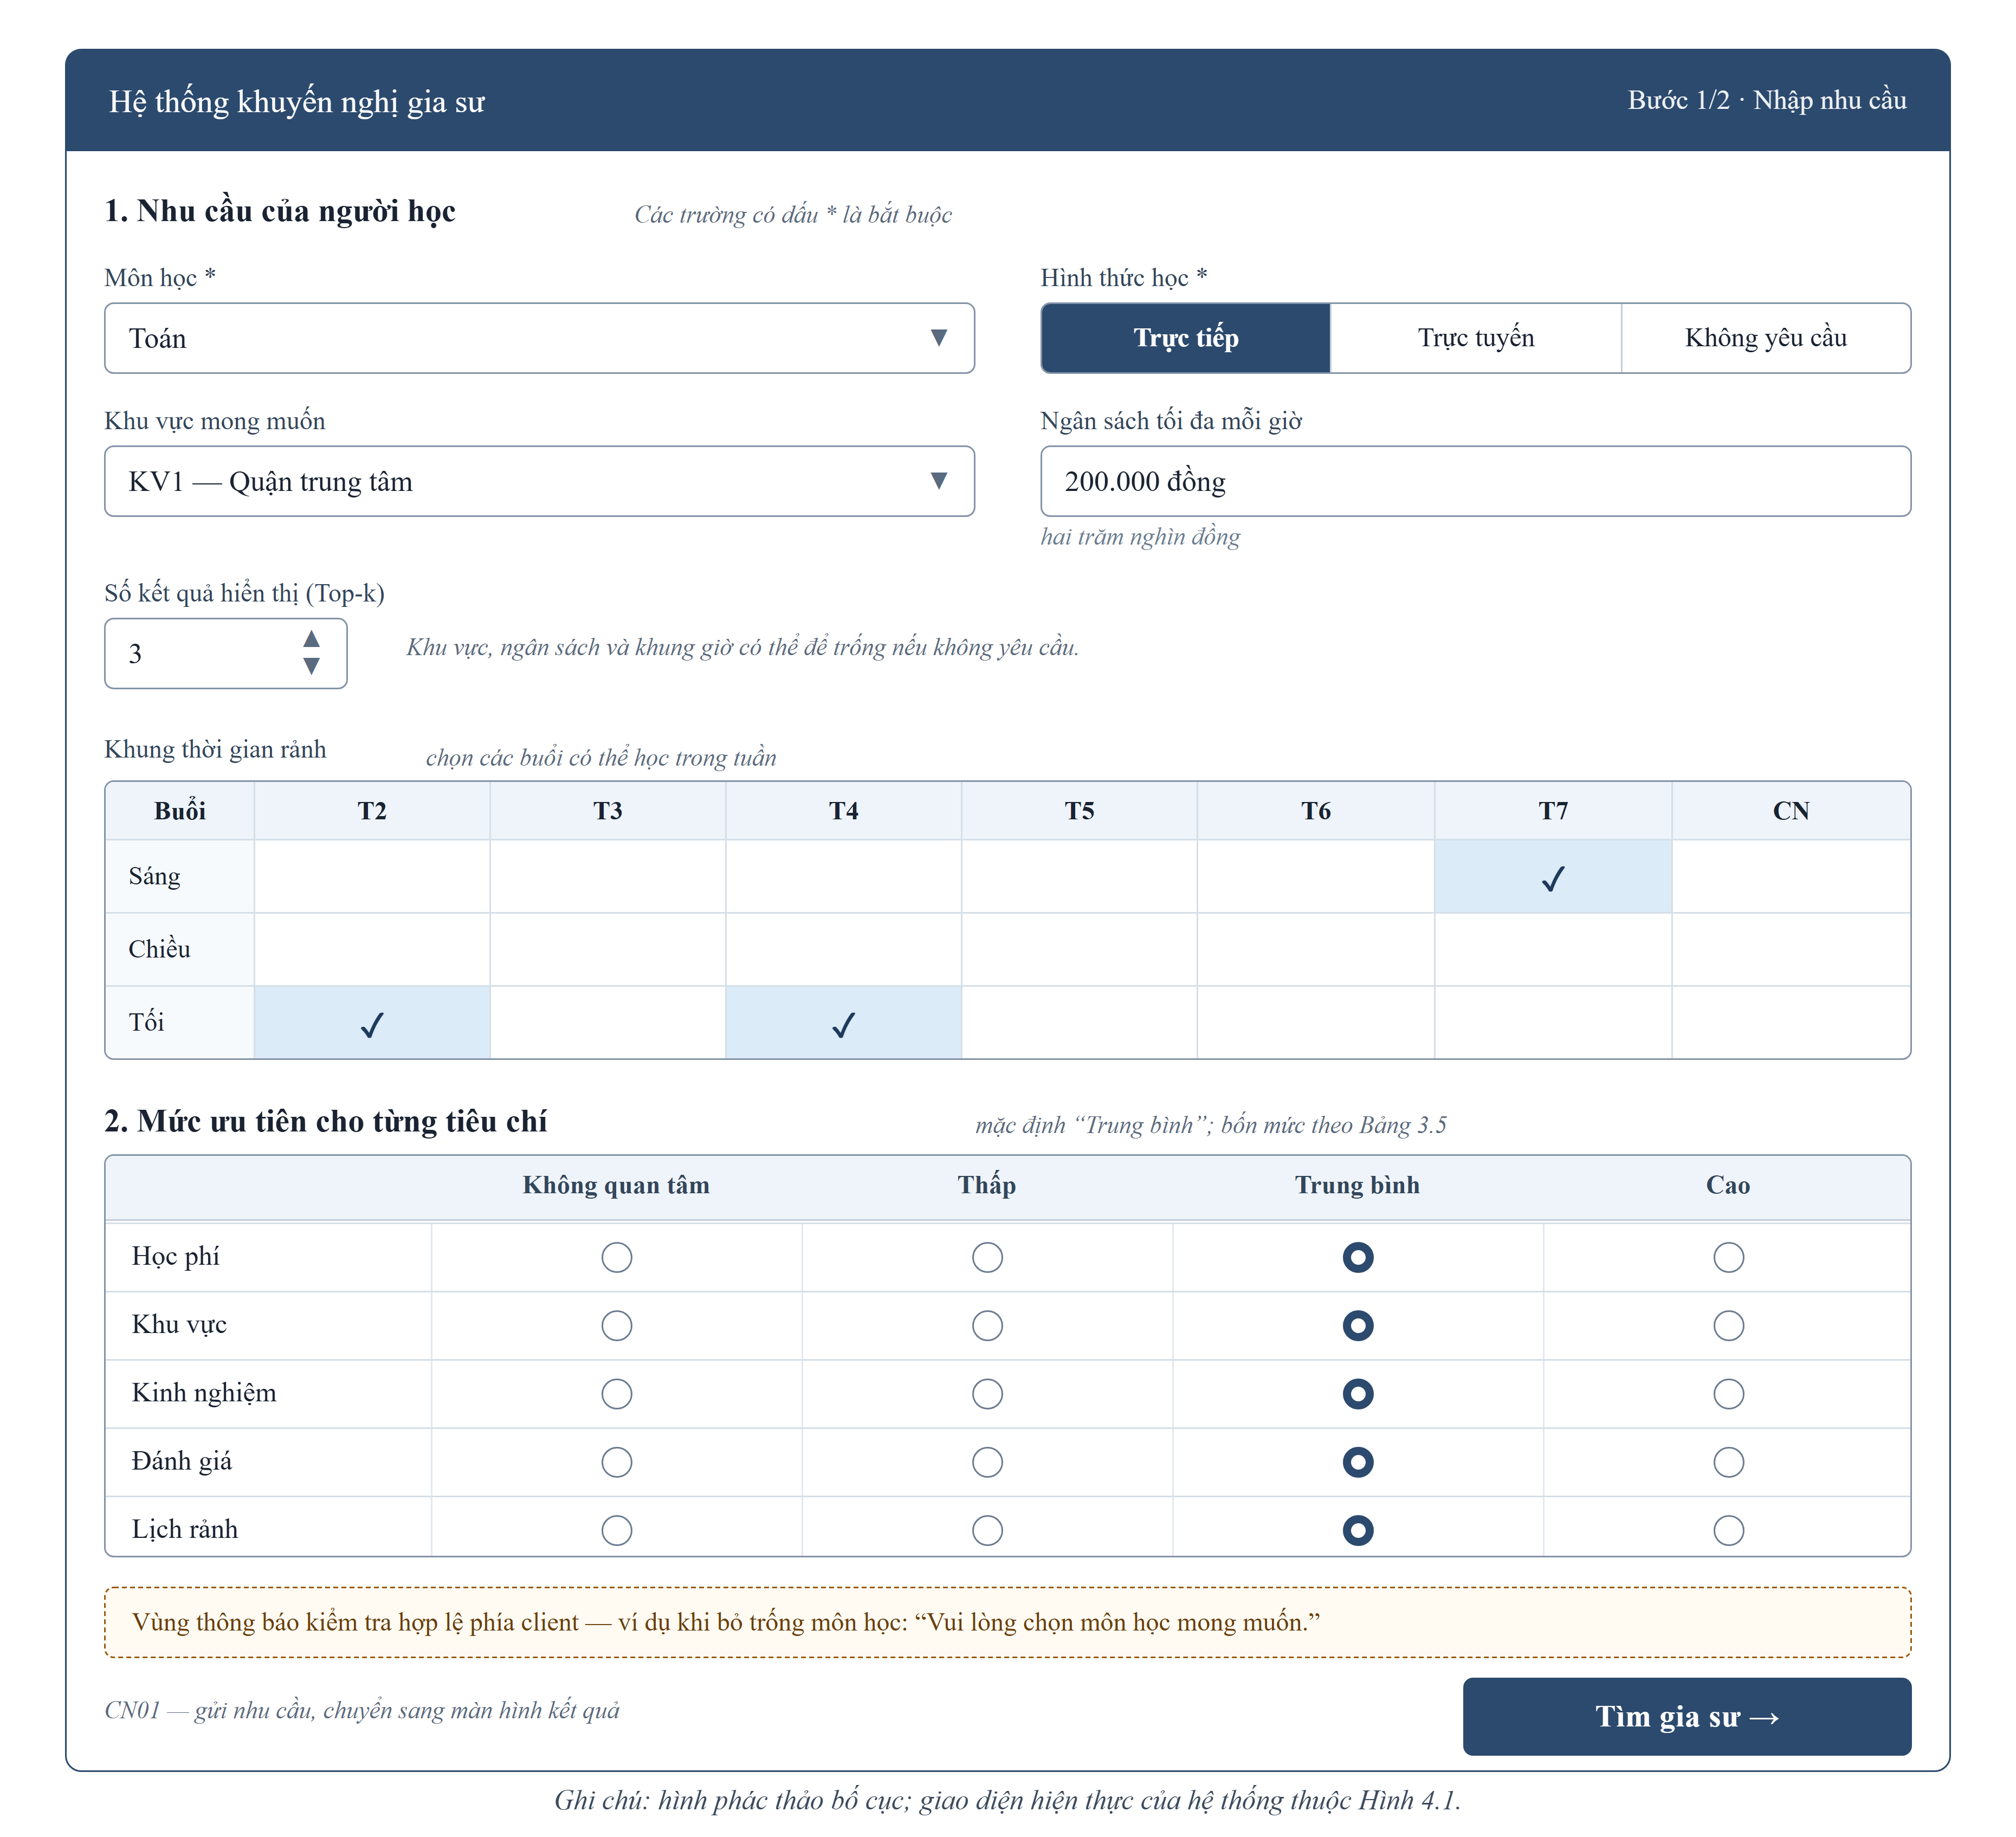 Hệ thống khuyến nghị gia sư
Bước 1/2 · Nhập nhu cầu
1. Nhu cầu của người học
Các trường có dấu * là bắt buộc
Môn học *
Hình thức học *
Toán ▼
Trực tiếp Trực tuyến Không yêu cầu
Khu vực mong muốn
Ngân sách tối đa mỗi giờ
KV1 — Quận trung tâm ▼
200.000 đồng
hai trăm nghìn đồng
Số kết quả hiển thị (Top-k)
3 ▲▼
Khu vực, ngân sách và khung giờ có thể để trống nếu không yêu cầu.
Khung thời gian rảnh
chọn các buổi có thể học trong tuần
Buổi T2 T3 T4 T5 T6 T7 CN
Sáng ✓
Chiều
Tối ✓ ✓
2. Mức ưu tiên cho từng tiêu chí
mặc định “Trung bình”; bốn mức theo Bảng 3.5
Không quan tâm Thấp Trung bình Cao
Học phí
Khu vực
Kinh nghiệm
Đánh giá
Lịch rảnh
Vùng thông báo kiểm tra hợp lệ phía client — ví dụ khi bỏ trống môn học: “Vui lòng chọn môn học mong muốn.”
CN01 — gửi nhu cầu, chuyển sang màn hình kết quả
Tìm gia sư →
Ghi chú: hình phác thảo bố cục; giao diện hiện thực của hệ thống thuộc Hình 4.1.